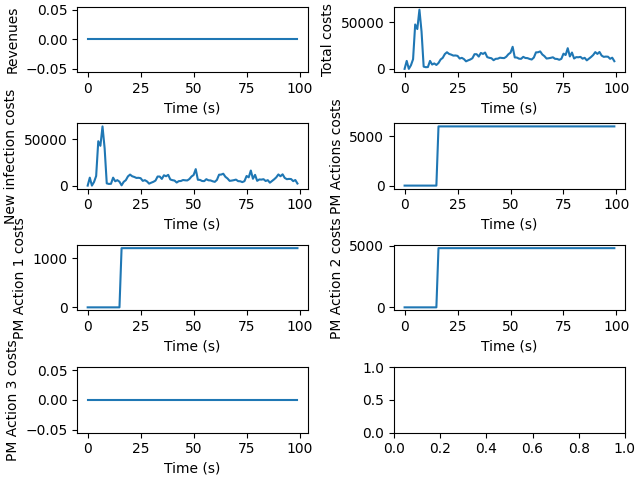 Revenues
0.05
0.00
−0.05
0 25 50 75 100
Time (s)
Total costs
50000
0
0 25 50 75 100
Time (s)
New infection costs
50000
0
0 25 50 75 100
Time (s)
PM Actions costs
5000
0
0 25 50 75 100
Time (s)
PM Action 1 costs
1000
0
0 25 50 75 100
Time (s)
PM Action 2 costs
5000
0
0 25 50 75 100
Time (s)
PM Action 3 costs
0.05
0.00
−0.05
0 25 50 75 100
Time (s)
1.0
0.5
0.0
0.0 0.2 0.4 0.6 0.8 1.0